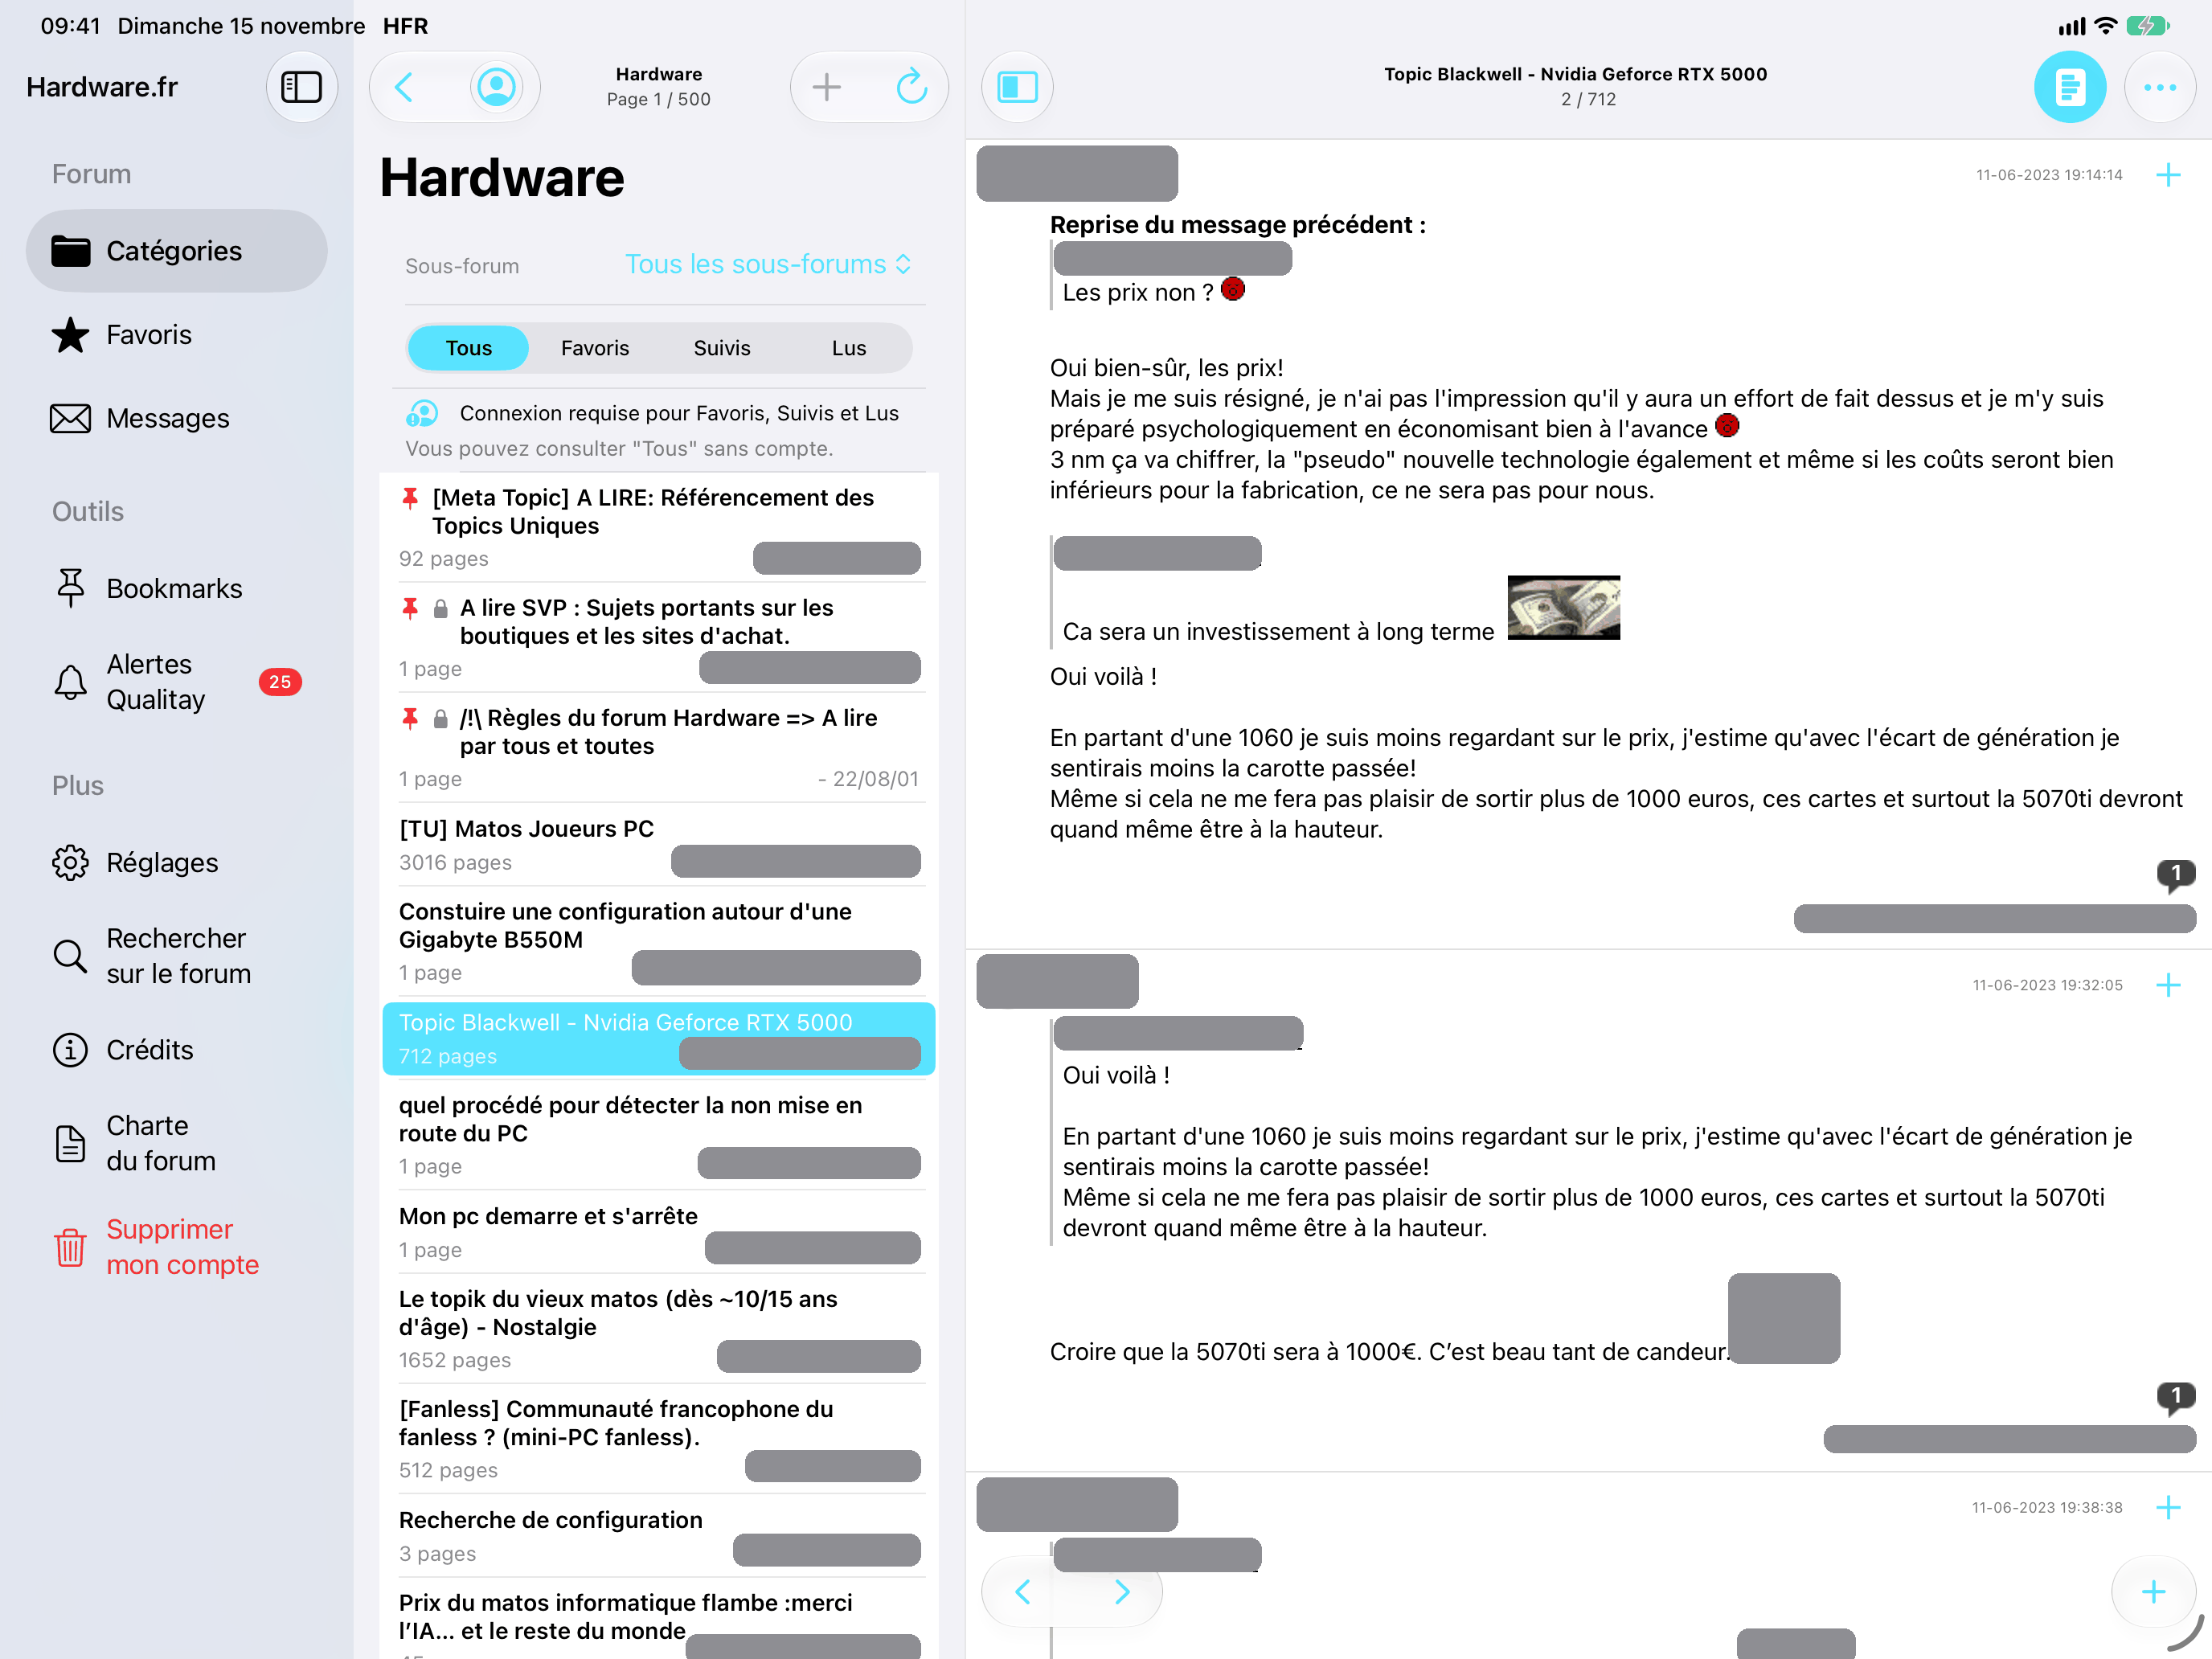 09:41 Dimanche 15 novembre HFR
Hardware.fr
Forum
Catégories
Favoris
Messages
Outils
Bookmarks
Alertes
Qualitay
25
Plus
Réglages
Rechercher
sur le forum
Crédits
Charte
du forum
Supprimer
mon compte
Hardware
Page 1 / 500
Hardware
Sous-forum
Tous les sous-forums
Tous Favoris Suivis Lus
Connexion requise pour Favoris, Suivis et Lus
Vous pouvez consulter "Tous" sans compte.
[Meta Topic] A LIRE: Référencement des
Topics Uniques
92 pages
A lire SVP : Sujets portants sur les
boutiques et les sites d'achat.
1 page
/!\ Règles du forum Hardware => A lire
par tous et toutes
1 page
- 22/08/01
[TU] Matos Joueurs PC
3016 pages
Constuire une configuration autour d'une
Gigabyte B550M
1 page
Topic Blackwell - Nvidia Geforce RTX 5000
712 pages
quel procédé pour détecter la non mise en
route du PC
1 page
Mon pc demarre et s'arrête
1 page
Le topik du vieux matos (dès ~10/15 ans
d'âge) - Nostalgie
1652 pages
[Fanless] Communauté francophone du
fanless ? (mini-PC fanless).
512 pages
Recherche de configuration
3 pages
Prix du matos informatique flambe :merci
l'IA... et le reste du monde
Topic Blackwell - Nvidia Geforce RTX 5000
2 / 712
11-06-2023 19:14:14
Reprise du message précédent :
Les prix non ?
Oui bien-sûr, les prix!
Mais je me suis résigné, je n'ai pas l'impression qu'il y aura un effort de fait dessus et je m'y suis
préparé psychologiquement en économisant bien à l'avance
3 nm ça va chiffrer, la "pseudo" nouvelle technologie également et même si les coûts seront bien
inférieurs pour la fabrication, ce ne sera pas pour nous.
Ca sera un investissement à long terme
Oui voilà !
En partant d'une 1060 je suis moins regardant sur le prix, j'estime qu'avec l'écart de génération je
sentirais moins la carotte passée!
Même si cela ne me fera pas plaisir de sortir plus de 1000 euros, ces cartes et surtout la 5070ti devront
quand même être à la hauteur.
1
11-06-2023 19:32:05
Oui voilà !
En partant d'une 1060 je suis moins regardant sur le prix, j'estime qu'avec l'écart de génération je
sentirais moins la carotte passée!
Même si cela ne me fera pas plaisir de sortir plus de 1000 euros, ces cartes et surtout la 5070ti
devront quand même être à la hauteur.
Croire que la 5070ti sera à 1000€. C'est beau tant de candeur.
1
11-06-2023 19:38:38